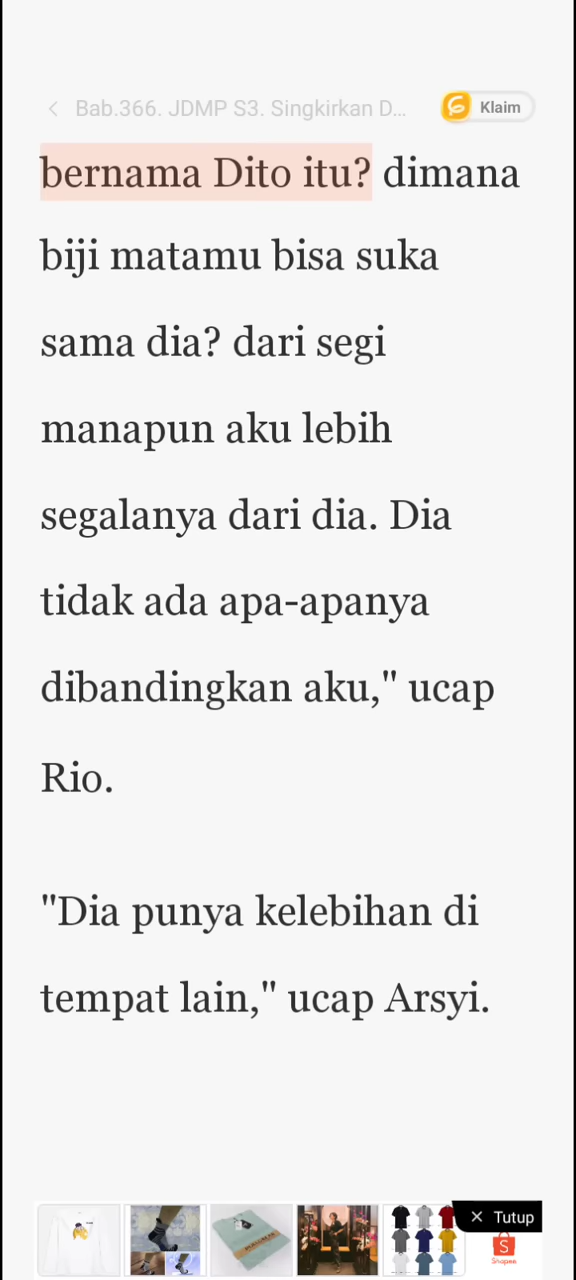 Bab.366. JDMP S3. Singkirkan D...
Klaim
bernama Dito itu? dimana
biji matamu bisa suka
sama dia? dari segi
manapun aku lebih
segalanya dari dia. Dia
tidak ada apa-apanya
dibandingkan aku," ucap
Rio.
"Dia punya kelebihan di
tempat lain," ucap Arsyi.
Tutup
Shopee